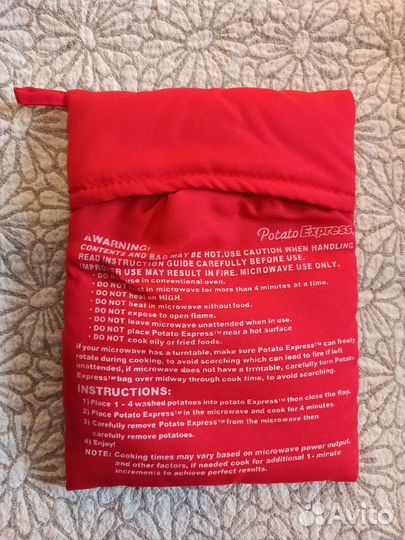 Potato Express™
⚠WARNING:
CONTENTS AND BAG MAY BE HOT.USE CAUTION WHEN HANDLING.
READ INSTRUCTION GUIDE CAREFULLY BEFORE USE.
IMPROPER USE MAY RESULT IN FIRE. MICROWAVE USE ONLY.
• DO NOT use in conventional oven.
• DO NOT heat in microwave for more than 4 minutes at a time.
• DO NOT heat on HIGH.
• DO NOT heat in microwave xithout food.
• DO NOT expose to open flame.
• DO NOT leave microwave unattended when in use.
• DO NOT place Potato Express™ near a hot surface
• DO NOT cook oily or fried foods.
if your microwave has a turntable, make sure Potato Express™ can freely
rotate during cooking, to avoid scorching which can lead to fire if left
unattended, if microwave does not have a trrntable, carefully turn Potato
Express™ bag over midway through cook time, to avoid scorching.
INSTRUCTIONS:
1) Place 1 - 4 washed potatoes into potato Express™ then close the flap.
2) Place Potato Express™ in the microwave and cook for 4 minutes.
3) Carefully remove Potato Express™ from the microwave then
carefully remove potatoes.
4) Enjoy!
NOTE: Cooking times may vary based on microwave power output,
and other factors, if needed cook for additional 1- minute
increments to achieve perfect results.
Avito